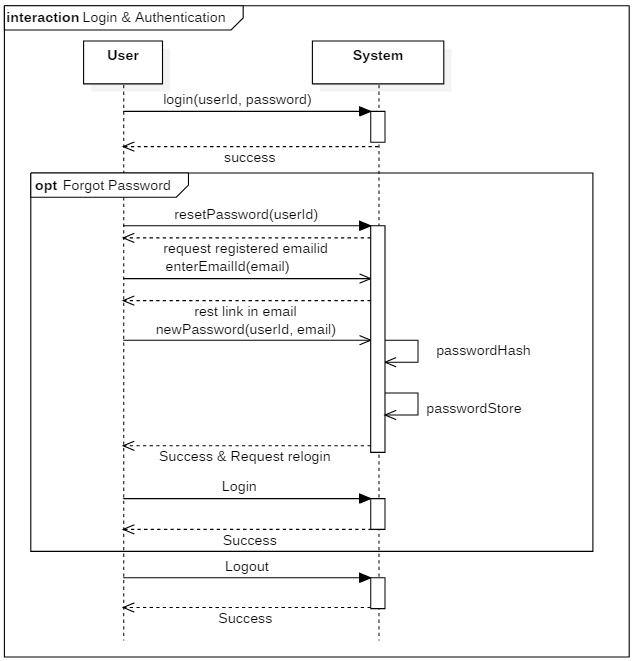 interaction Login & Authentication
User
System
login(userId, password)
success
opt Forgot Password
resetPassword(userId)
request registered emailid
enterEmailId(email)
rest link in email
newPassword(userId, email)
passwordHash
passwordStore
Success & Request relogin
Login
Success
Logout
Success